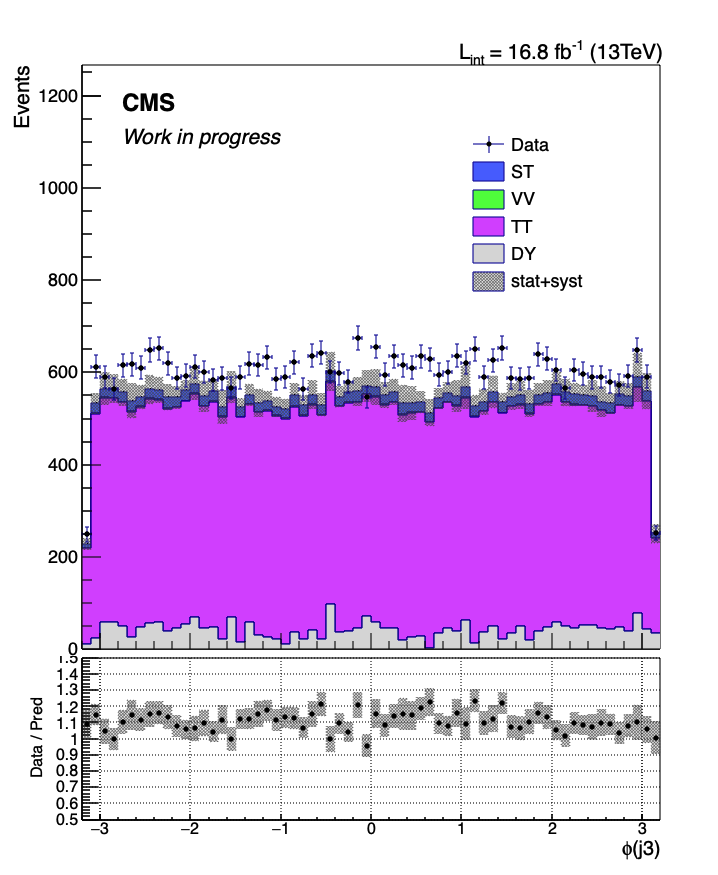 L_int = 16.8 fb^-1 (13TeV)
Events
CMS
Work in progress
Data
ST
VV
TT
DY
stat+syst
1200
1000
800
600
400
200
0
Data / Pred
1.5
1.4
1.3
1.2
1.1
1
0.9
0.8
0.7
0.6
0.5
−3 −2 −1 0 1 2 3
ϕ(j3)